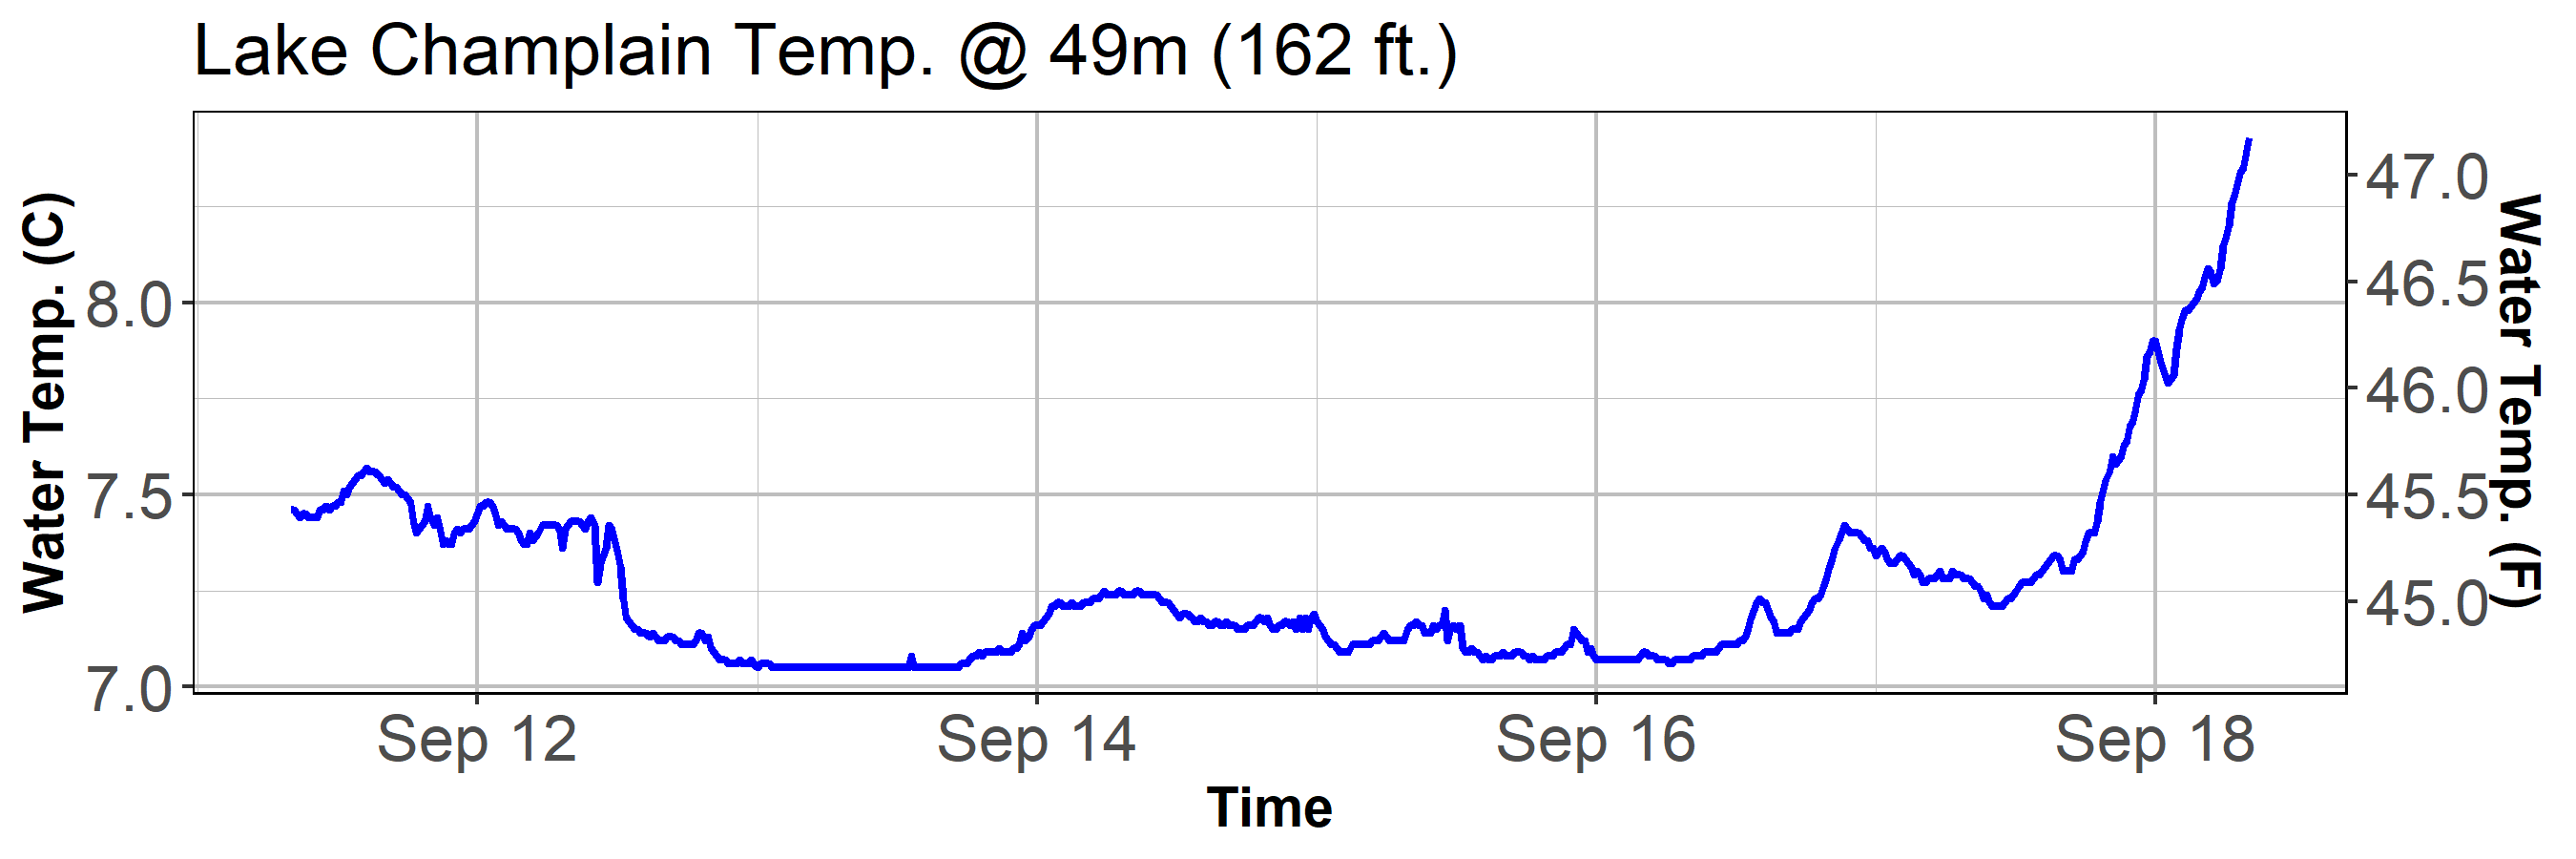 Lake Champlain Temp. @ 49m (162 ft.)
Water Temp. (C)
8.0
7.5
7.0
47.0
46.5
46.0
45.5
45.0
Water Temp. (F)
Sep 12
Sep 14
Sep 16
Sep 18
Time